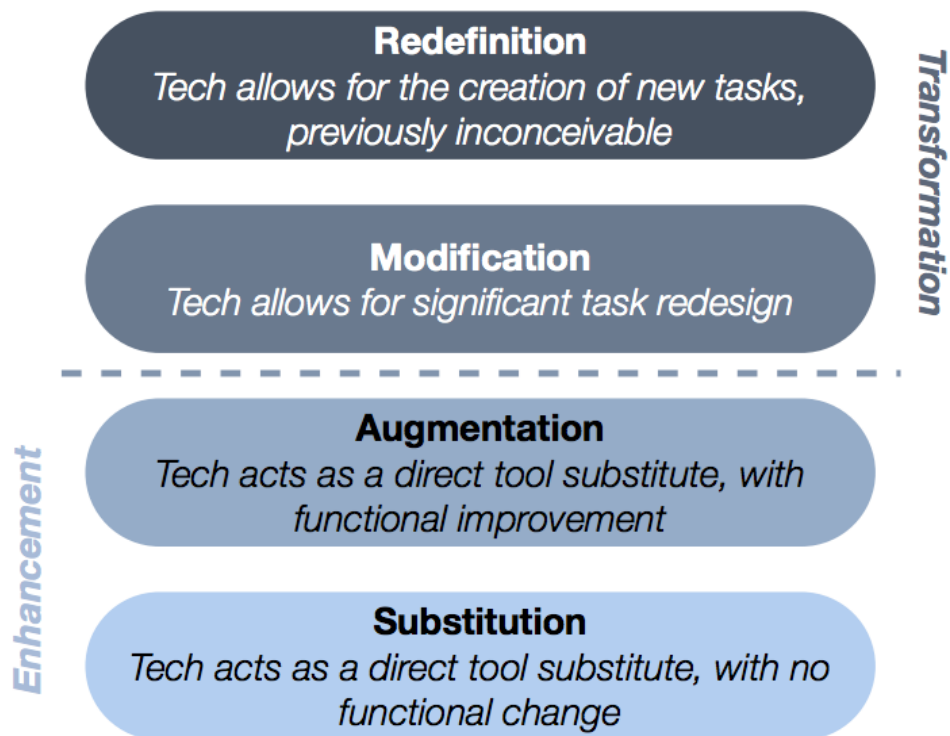 Redefinition
Tech allows for the creation of new tasks,
previously inconceivable
Transformation
Modification
Tech allows for significant task redesign
Augmentation
Tech acts as a direct tool substitute, with
functional improvement
Enhancement
Substitution
Tech acts as a direct tool substitute, with no
functional change